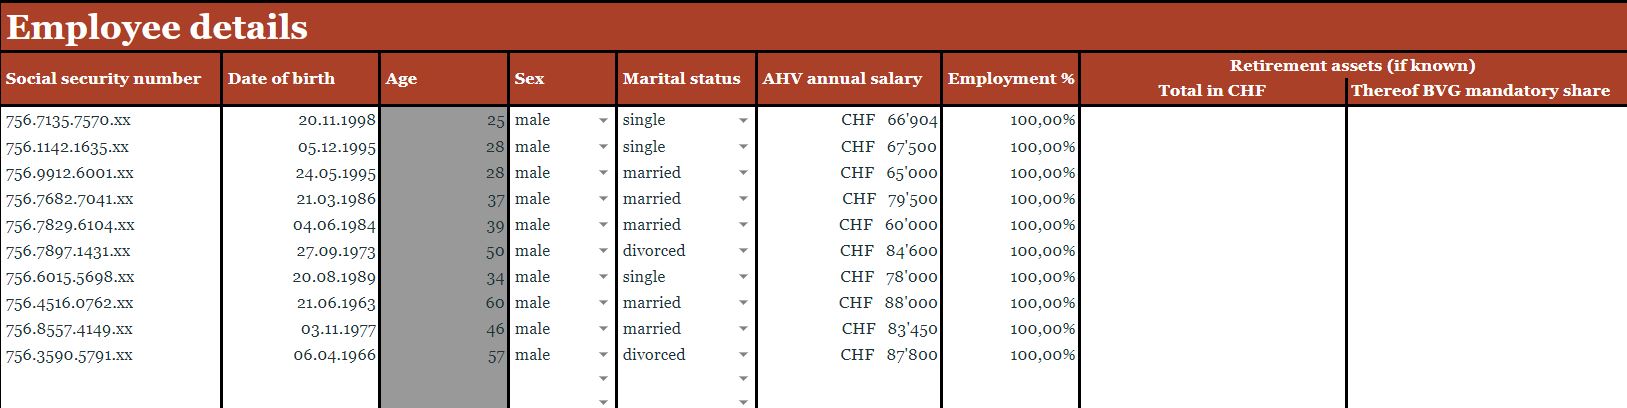 Employee details
Social security number Date of birth Age Sex Marital status AHV annual salary Employment % Retirement assets (if known)
Total in CHF Thereof BVG mandatory share
756.7135.7570.xx 20.11.1998 25 male single CHF 66'904 100,00%
756.1142.1635.xx 05.12.1995 28 male single CHF 67'500 100,00%
756.9912.6001.xx 24.05.1995 28 male married CHF 65'000 100,00%
756.7682.7041.xx 21.03.1986 37 male married CHF 79'500 100,00%
756.7829.6104.xx 04.06.1984 39 male married CHF 60'000 100,00%
756.7897.1431.xx 27.09.1973 50 male divorced CHF 84'600 100,00%
756.6015.5698.xx 20.08.1989 34 male single CHF 78'000 100,00%
756.4516.0762.xx 21.06.1963 60 male married CHF 88'000 100,00%
756.8557.4149.xx 03.11.1977 46 male married CHF 83'450 100,00%
756.3590.5791.xx 06.04.1966 57 male divorced CHF 87'800 100,00%